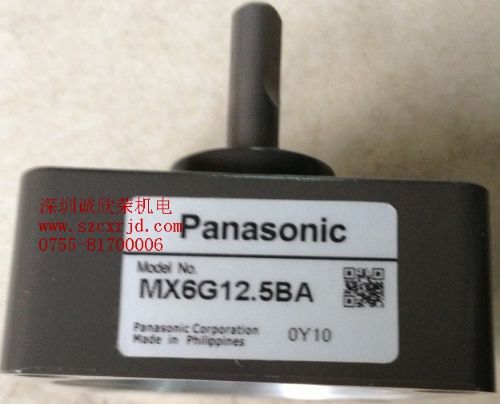 深圳诚欣荣机电
www.szcxrjd.com
0755-81700006
Panasonic
Model No.
MX6G12.5BA
Panasonic Corporation
Made in Philippines
0Y10